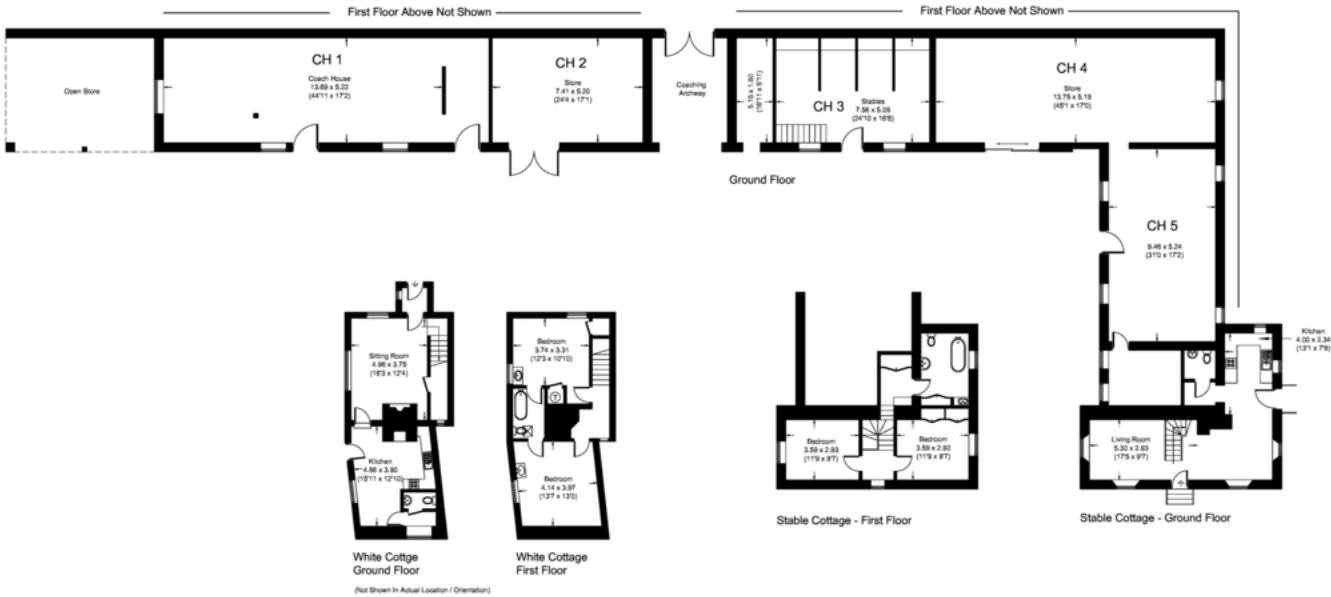 First Floor Above Not Shown
First Floor Above Not Shown
Open Store
CH 1
Coach House
13.69 x 5.22
(44'11 x 17'2)
CH 2
Store
7.41 x 5.20
(24'4 x 17'1)
Coaching
Archway
5.15 x 1.80
(16'11 x 5'11)
CH 3
Stables
7.56 x 5.09
(24'10 x 16'8)
CH 4
Store
13.75 x 5.19
(45'1 x 17'0)
Ground Floor
CH 5
9.46 x 5.24
(31'0 x 17'2)
Sitting Room
4.96 x 3.75
(16'3 x 12'4)
Kitchen
4.86 x 3.90
(15'11 x 12'10)
White Cottge
Ground Floor
(Not Shown In Actual Location / Orientation)
Bedroom
3.74 x 3.31
(12'3 x 10'10)
T
Bedroom
4.14 x 3.97
(13'7 x 13'0)
White Cottage
First Floor
Bedroom
3.59 x 2.93
(11'9 x 9'7)
Bedroom
3.59 x 2.92
(11'9 x 9'7)
Stable Cottage - First Floor
Kitchen
4.00 x 2.34
(13'1 x 7'8)
Living Room
5.30 x 2.93
(17'5 x 9'7)
Stable Cottage - Ground Floor